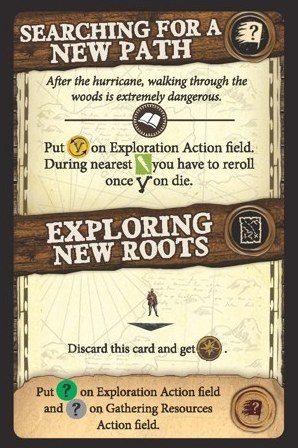 SEARCHING FOR A
NEW PATH
?
After the hurricane, walking through the
woods is extremely dangerous.
Put on Exploration Action field.
During nearest you have to reroll
once on die.
EXPLORING
NEW ROOTS
Discard this card and get .
Put ? on Exploration Action field
and ? on Gathering Resources
Action field.
?